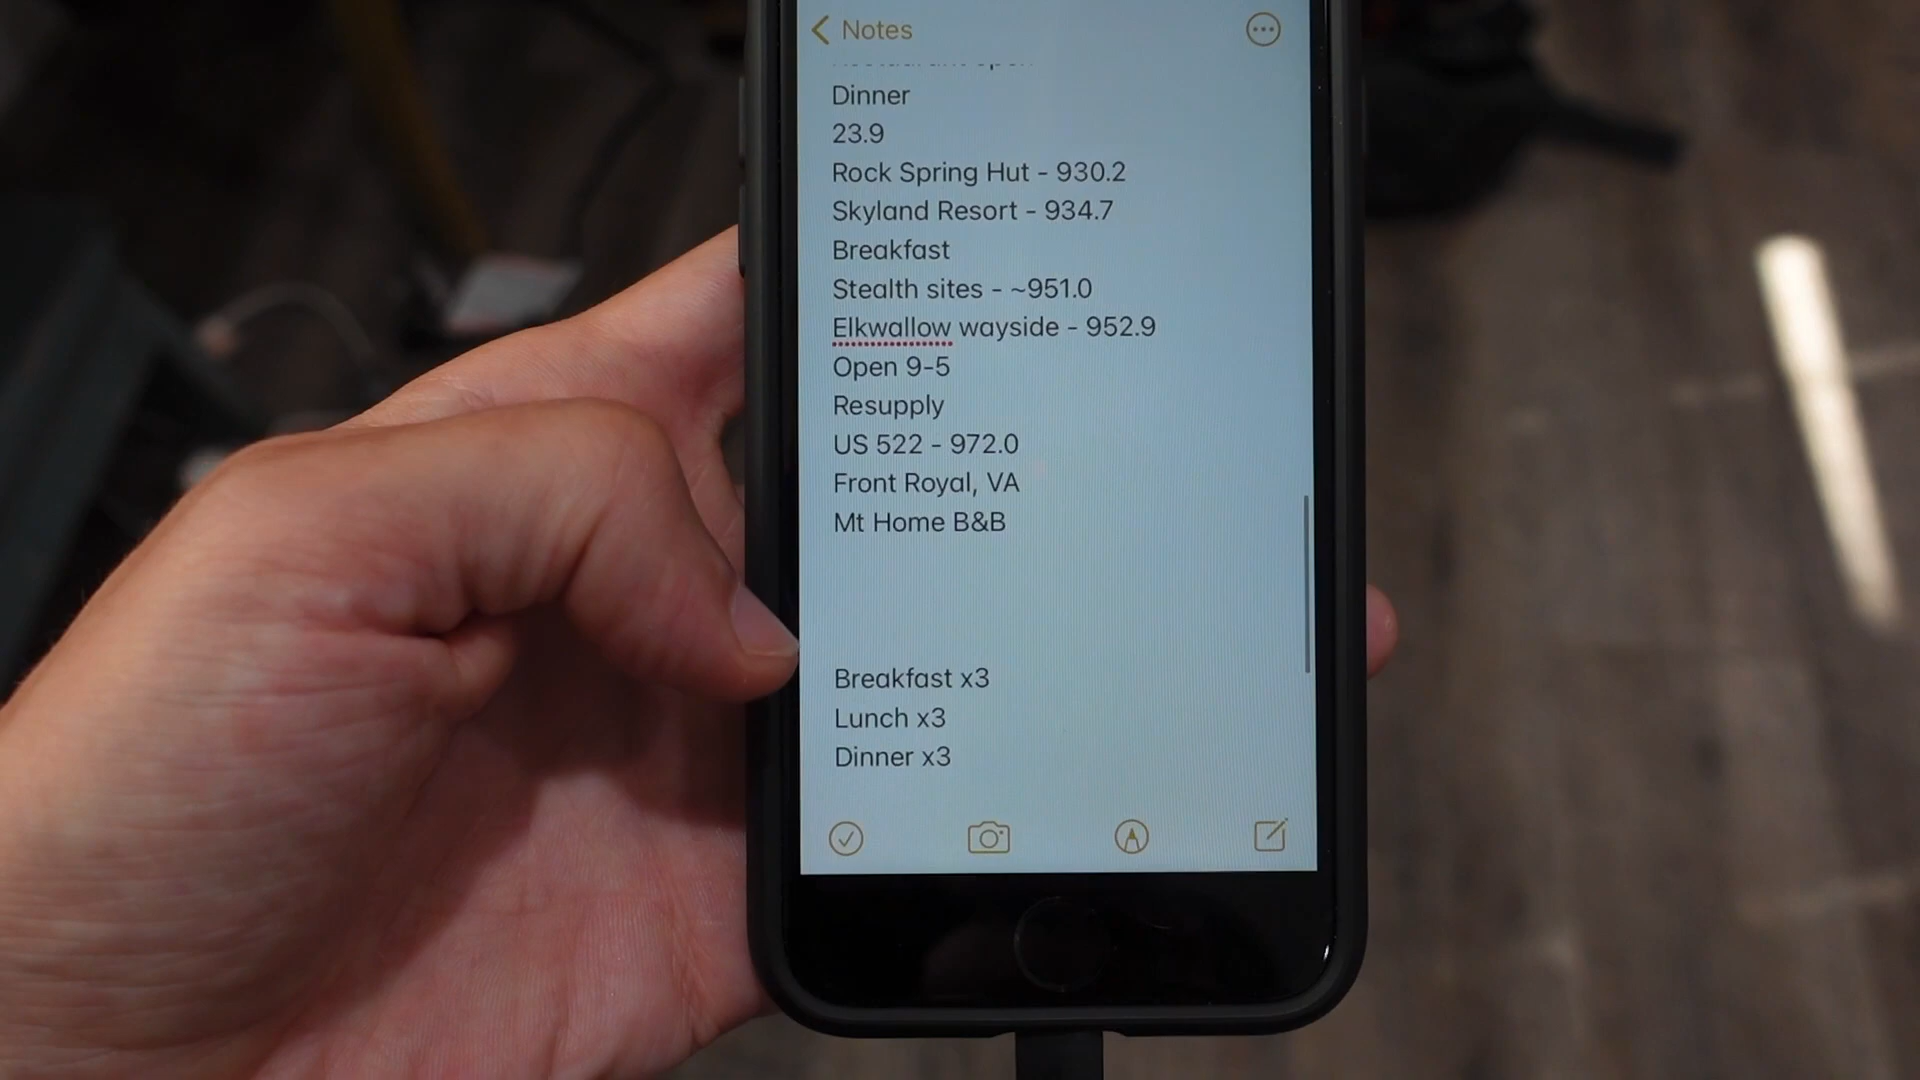 Notes
Dinner
23.9
Rock Spring Hut - 930.2
Skyland Resort - 934.7
Breakfast
Stealth sites - ~951.0
Elkwallow wayside - 952.9
Open 9-5
Resupply
US 522 - 972.0
Front Royal, VA
Mt Home B&B
Breakfast x3
Lunch x3
Dinner x3